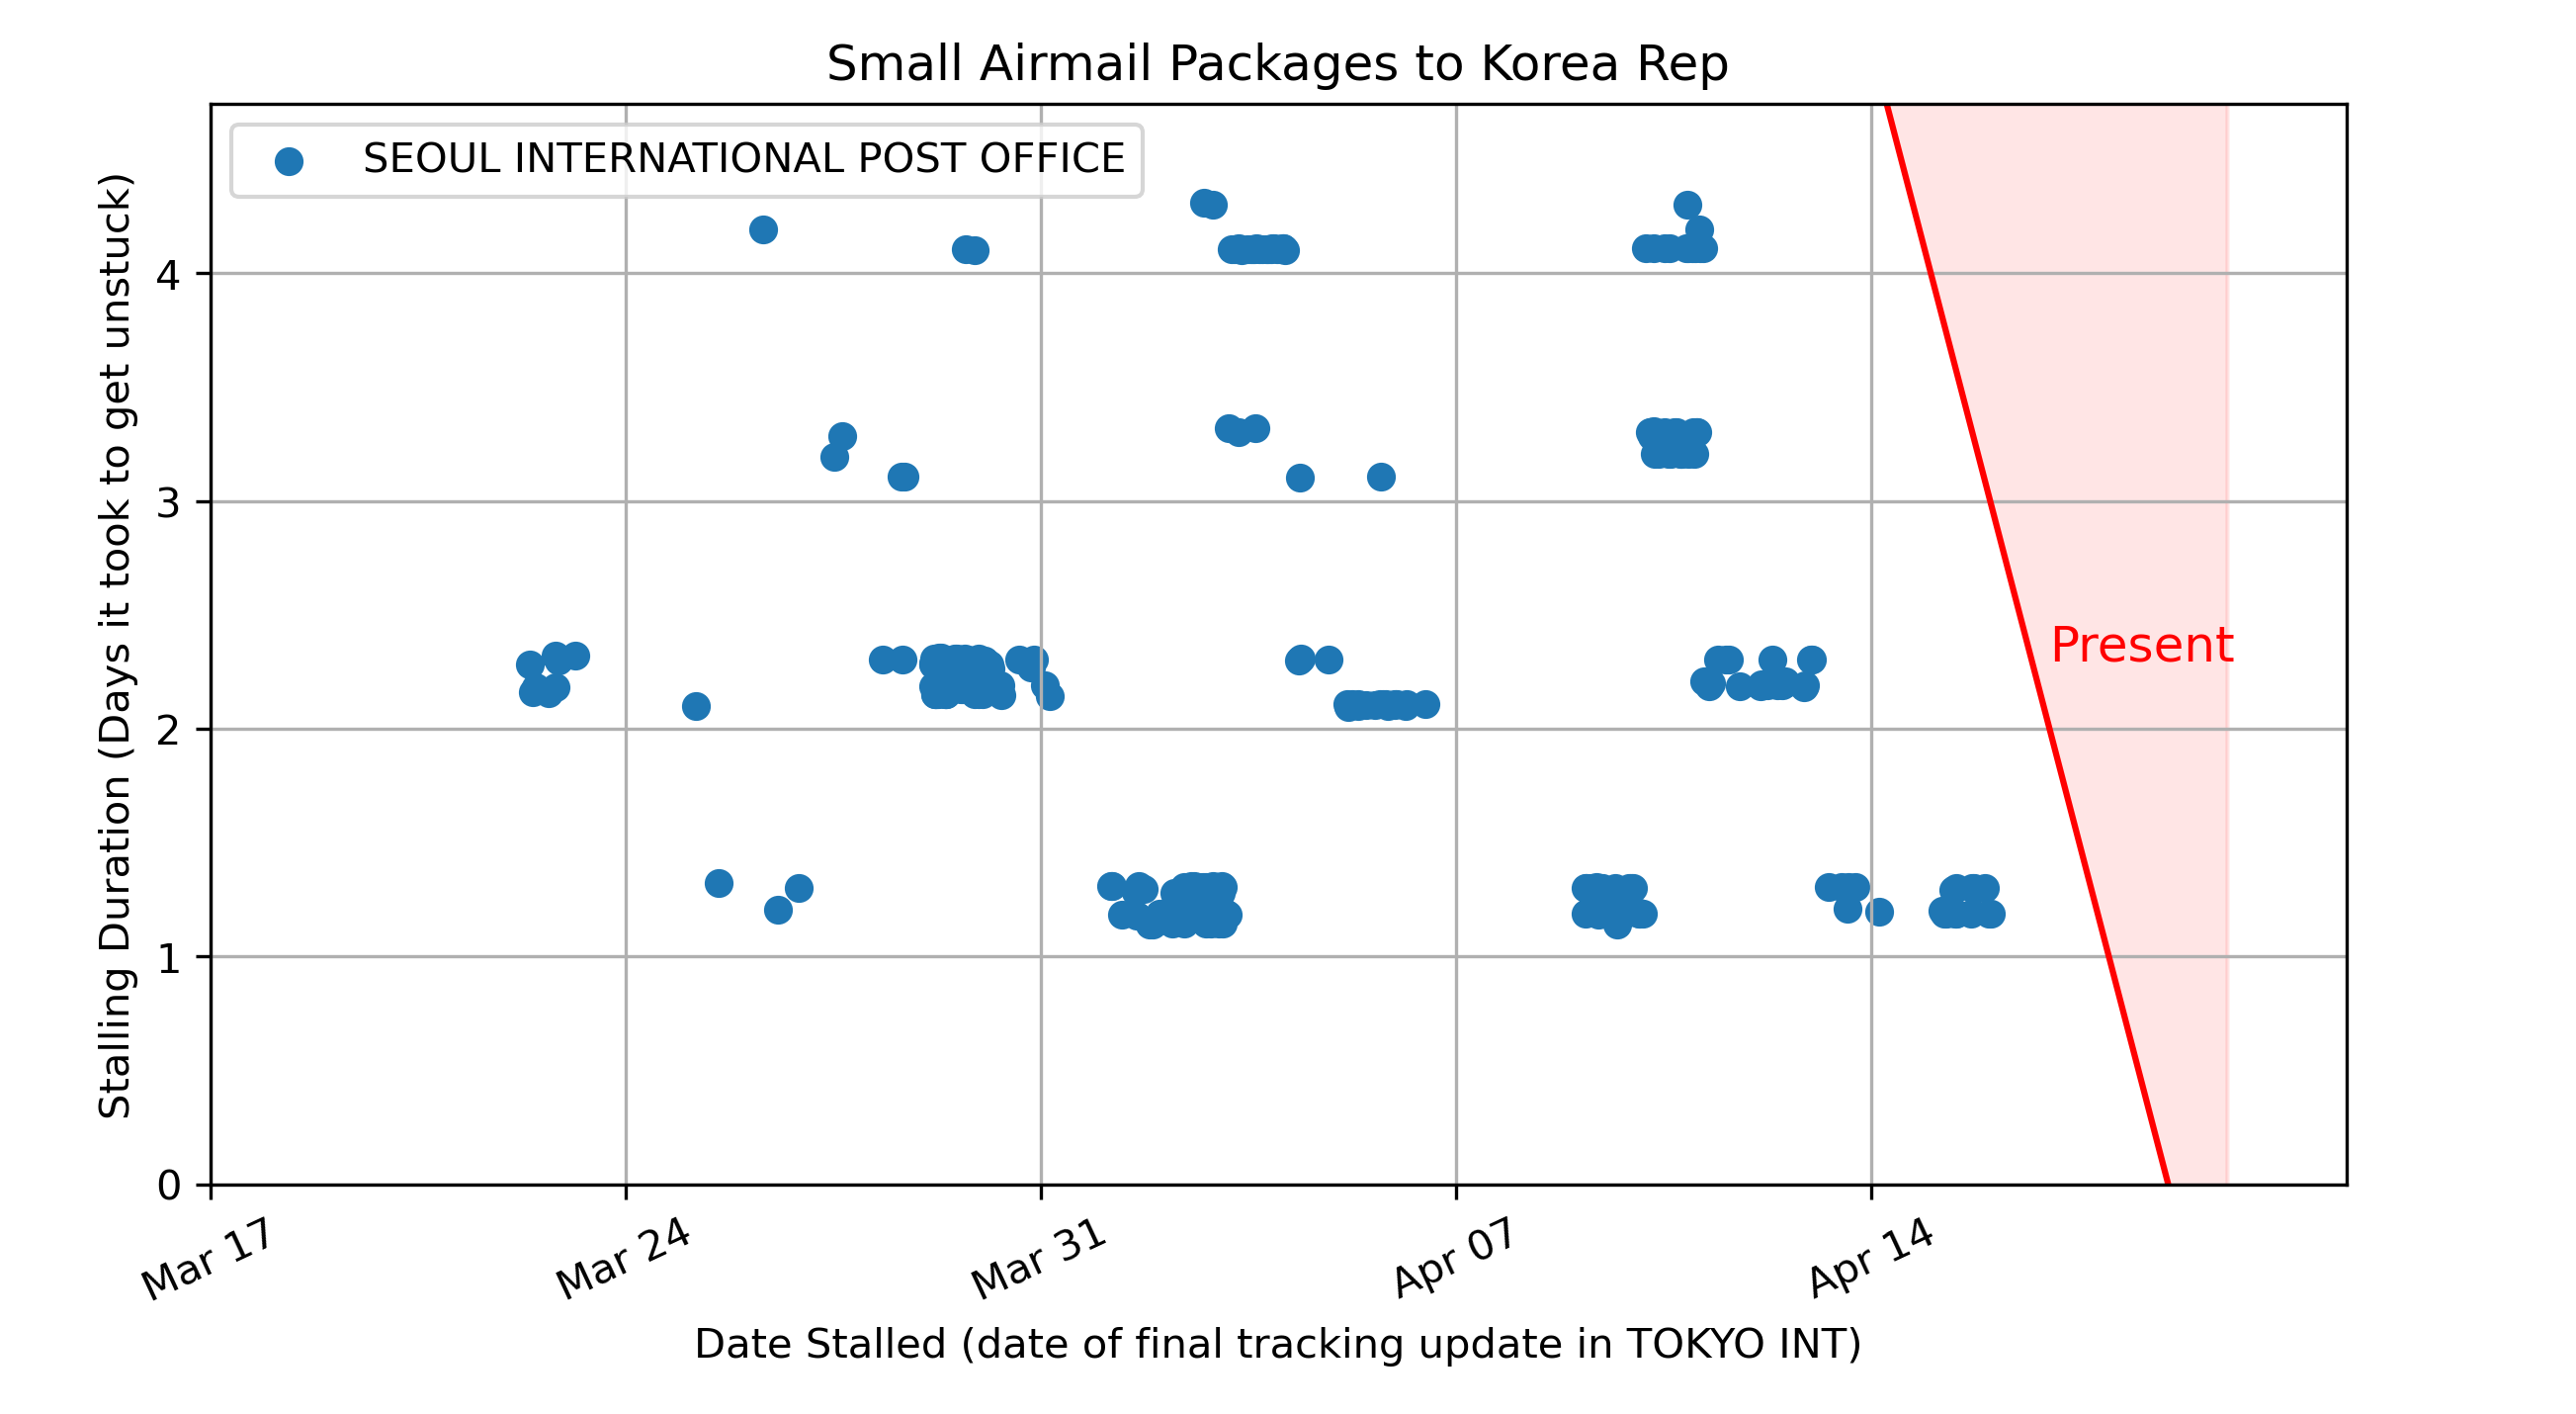 Small Airmail Packages to Korea Rep
SEOUL INTERNATIONAL POST OFFICE
Stalling Duration (Days it took to get unstuck)
4
3
2
1
0
Present
Mar 17
Mar 24
Mar 31
Apr 07
Apr 14
Date Stalled (date of final tracking update in TOKYO INT)